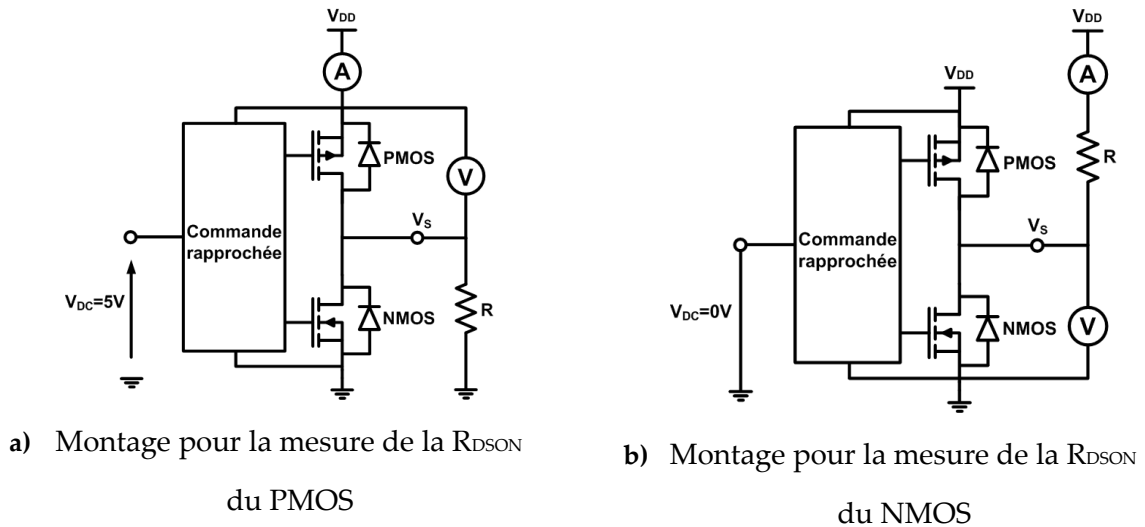 VDD
A
PMOS
V
Commande
rapprochée
VS
VDC=5V
NMOS
R
a) Montage pour la mesure de la RDSON
du PMOS
VDD
A
VDD
PMOS
R
Commande
rapprochée
VS
VDC=0V
NMOS
V
b) Montage pour la mesure de la RDSON
du NMOS